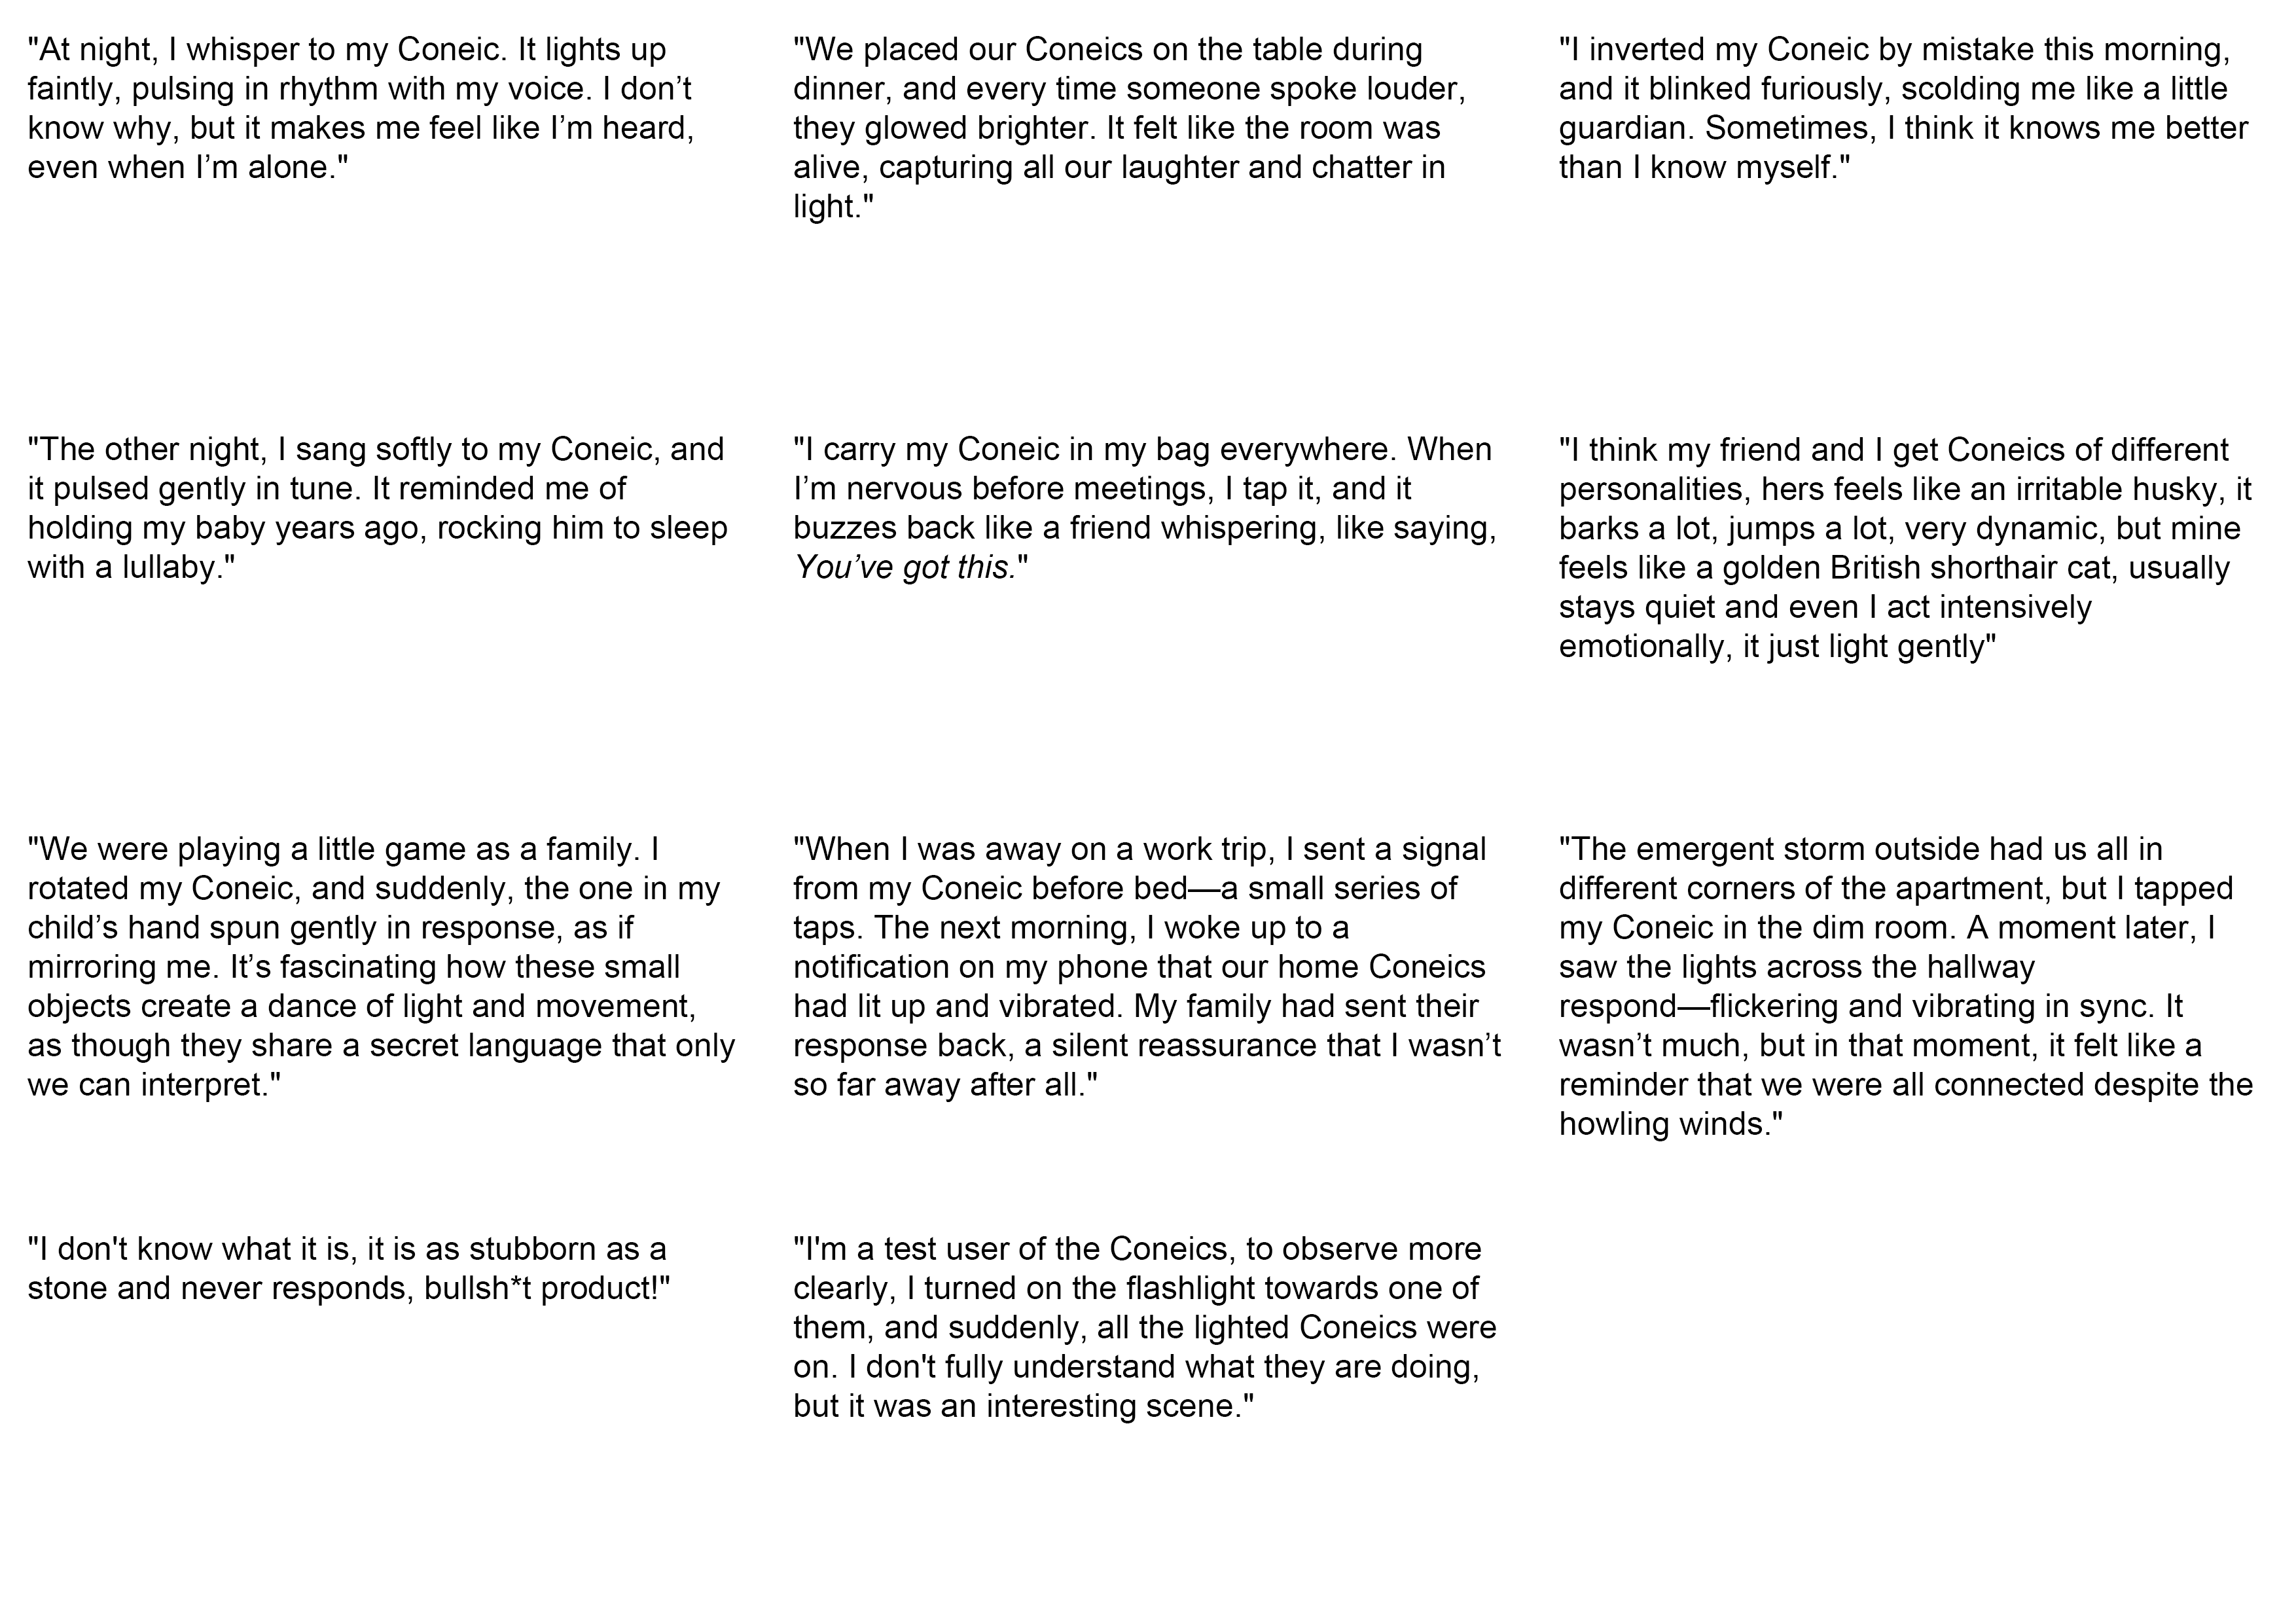 "At night, I whisper to my Coneic. It lights up
faintly, pulsing in rhythm with my voice. I don’t
know why, but it makes me feel like I’m heard,
even when I’m alone."
"We placed our Coneics on the table during
dinner, and every time someone spoke louder,
they glowed brighter. It felt like the room was
alive, capturing all our laughter and chatter in
light."
"I inverted my Coneic by mistake this morning,
and it blinked furiously, scolding me like a little
guardian. Sometimes, I think it knows me better
than I know myself."
"The other night, I sang softly to my Coneic, and
it pulsed gently in tune. It reminded me of
holding my baby years ago, rocking him to sleep
with a lullaby."
"I carry my Coneic in my bag everywhere. When
I’m nervous before meetings, I tap it, and it
buzzes back like a friend whispering, like saying,
You’ve got this."
"I think my friend and I get Coneics of different
personalities, hers feels like an irritable husky, it
barks a lot, jumps a lot, very dynamic, but mine
feels like a golden British shorthair cat, usually
stays quiet and even I act intensively
emotionally, it just light gently"
"We were playing a little game as a family. I
rotated my Coneic, and suddenly, the one in my
child’s hand spun gently in response, as if
mirroring me. It’s fascinating how these small
objects create a dance of light and movement,
as though they share a secret language that only
we can interpret."
"When I was away on a work trip, I sent a signal
from my Coneic before bed—a small series of
taps. The next morning, I woke up to a
notification on my phone that our home Coneics
had lit up and vibrated. My family had sent their
response back, a silent reassurance that I wasn’t
so far away after all."
"The emergent storm outside had us all in
different corners of the apartment, but I tapped
my Coneic in the dim room. A moment later, I
saw the lights across the hallway
respond—flickering and vibrating in sync. It
wasn’t much, but in that moment, it felt like a
reminder that we were all connected despite the
howling winds."
"I don't know what it is, it is as stubborn as a
stone and never responds, bullsh*t product!"
"I'm a test user of the Coneics, to observe more
clearly, I turned on the flashlight towards one of
them, and suddenly, all the lighted Coneics were
on. I don't fully understand what they are doing,
but it was an interesting scene."